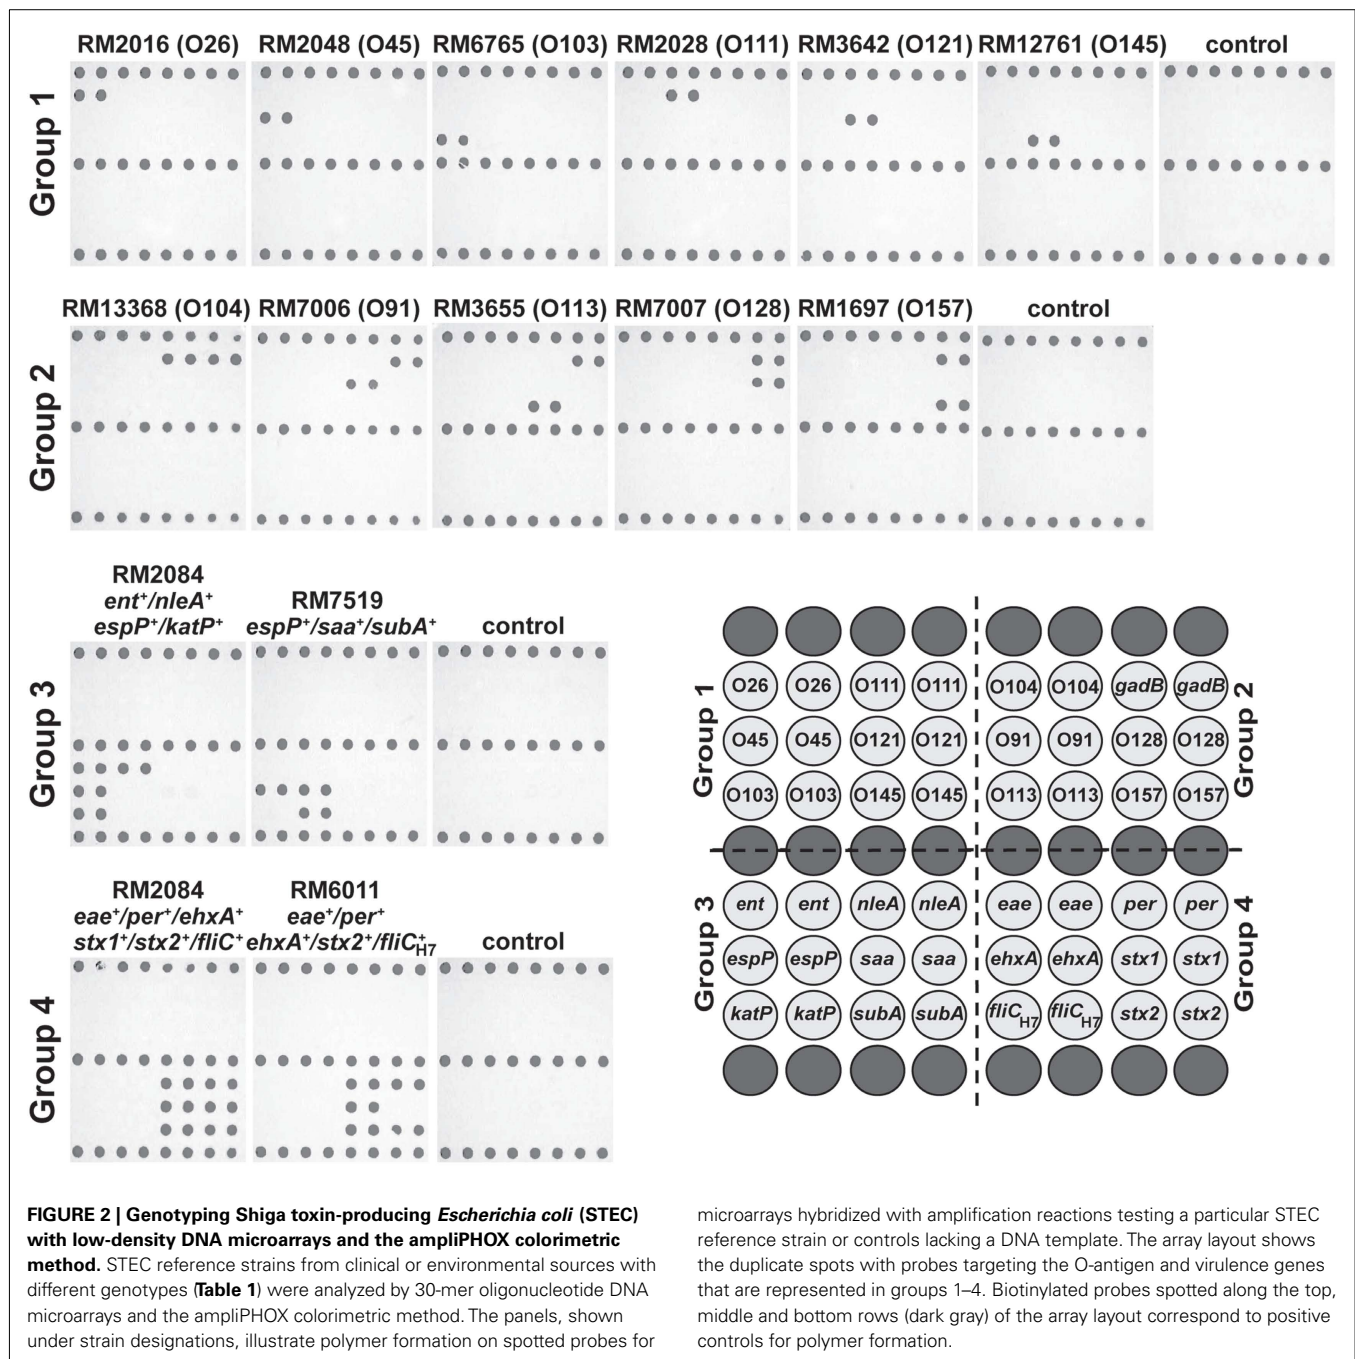 RM2016 (O26) RM2048 (O45) RM6765 (O103) RM2028 (O111) RM3642 (O121) RM12761 (O145) control
Group 1
RM13368 (O104) RM7006 (O91) RM3655 (O113) RM7007 (O128) RM1697 (O157) control
Group 2
RM2084
ent+/nleA+
espP+/katP+
RM7519
espP+/saa+/subA+
control
Group 3
RM2084
eae+/per+/ehxA+
stx1+/stx2+/fliC+
RM6011
eae+/per+
ehxA+/stx2+/fliC+H7
control
Group 4
Group 1
O26 O26 O111 O111 O104 O104 gadB gadB
O45 O45 O121 O121 O91 O91 O128 O128
O103 O103 O145 O145 O113 O113 O157 O157
Group 2
Group 3
ent ent nleA nleA eae eae per per
espP espP saa saa ehxA ehxA stx1 stx1
katP katP subA subA fliCH7 fliCH7 stx2 stx2
Group 4
FIGURE 2 | Genotyping Shiga toxin-producing Escherichia coli (STEC)
with low-density DNA microarrays and the ampliPHOX colorimetric
method. STEC reference strains from clinical or environmental sources with
different genotypes (Table 1) were analyzed by 30-mer oligonucleotide DNA
microarrays and the ampliPHOX colorimetric method. The panels, shown
under strain designations, illustrate polymer formation on spotted probes for
microarrays hybridized with amplification reactions testing a particular STEC
reference strain or controls lacking a DNA template. The array layout shows
the duplicate spots with probes targeting the O-antigen and virulence genes
that are represented in groups 1–4. Biotinylated probes spotted along the top,
middle and bottom rows (dark gray) of the array layout correspond to positive
controls for polymer formation.